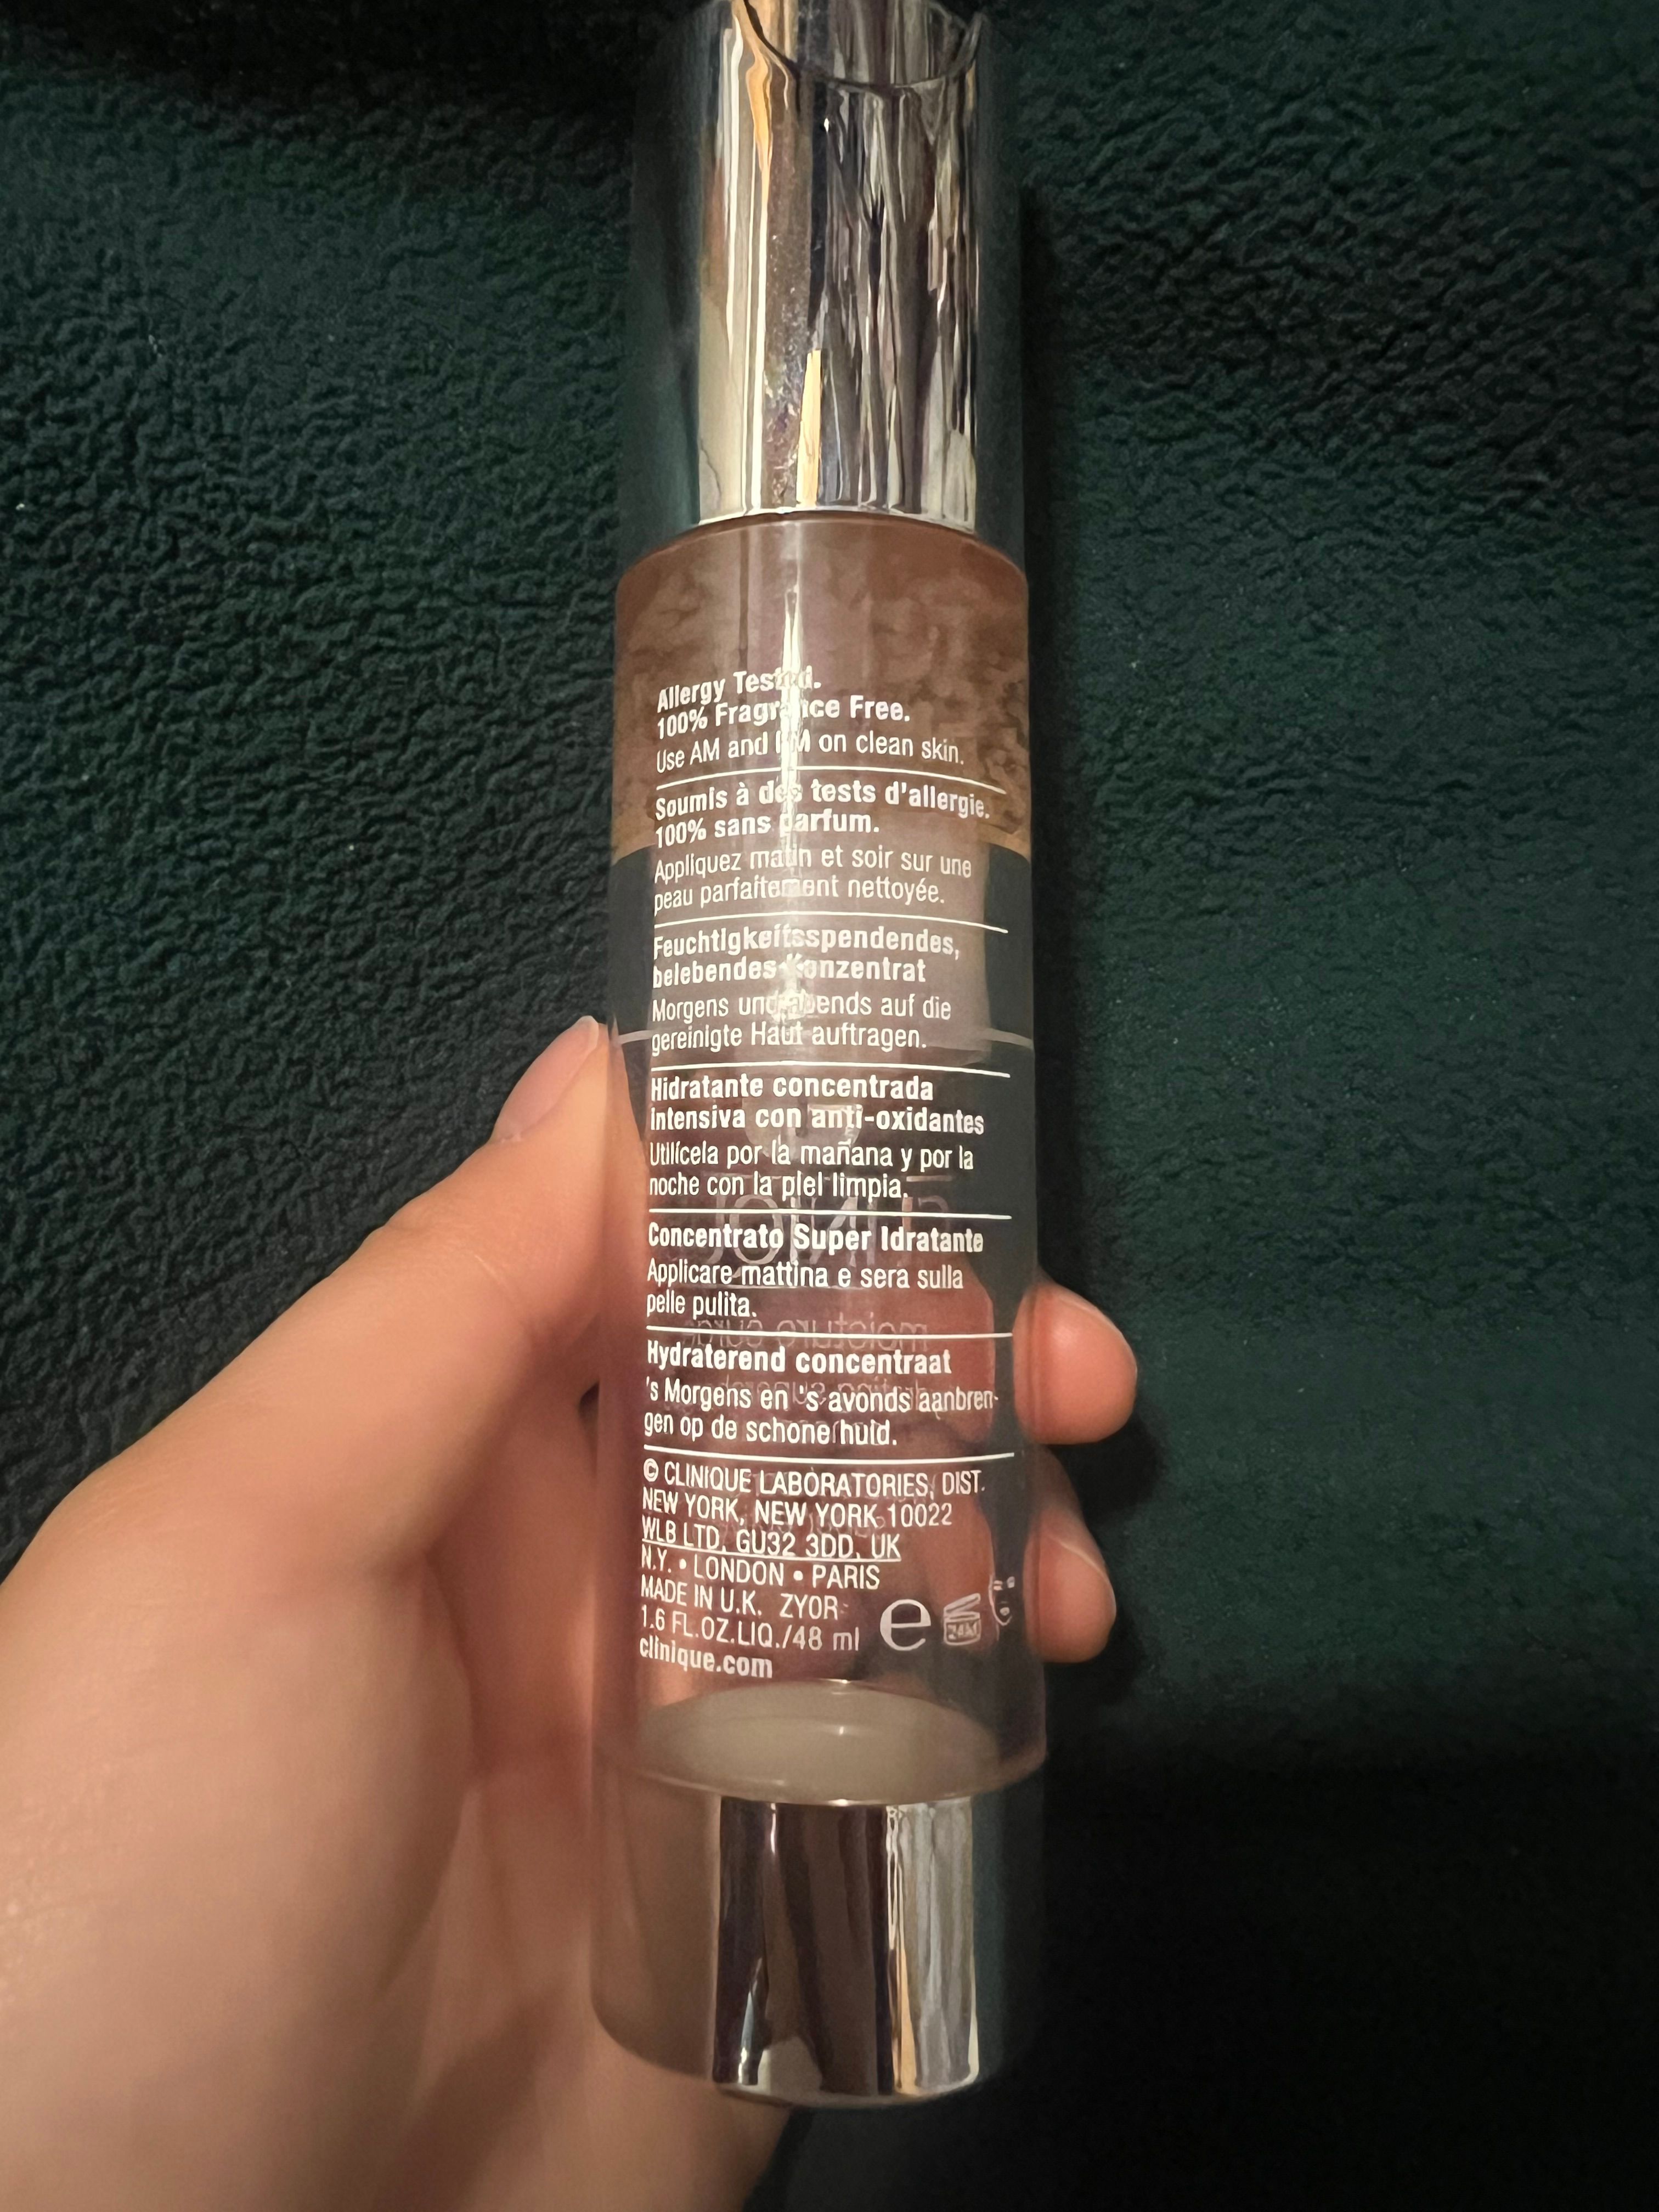 Allergy Tested.
100% Fragrance Free.
Use AM and PM on clean skin.
Soumis à des tests d'allergie.
100% sans parfum.
Appliquez matin et soir sur une
peau parfaitement nettoyée.
Feuchtigkeitsspendendes,
belebendes Konzentrat
Morgens und abends auf die
gereinigte Haut auftragen.
Hidratante concentrada
intensiva con anti-oxidantes
Utilícela por la mañana y por la
noche con la piel limpia.
Concentrato Super Idratante
Applicare mattina e sera sulla
pelle pulita.
Hydraterend concentraat
's Morgens en 's avonds aanbren-
gen op de schone huid.
© CLINIQUE LABORATORIES, DIST.
NEW YORK, NEW YORK 10022
WLB LTD. GU32 3DD, UK
N.Y. • LONDON • PARIS
MADE IN U.K. ZYOR
1.6 FL.OZ.LIQ./48 ml e 24M
clinique.com
moisture surge